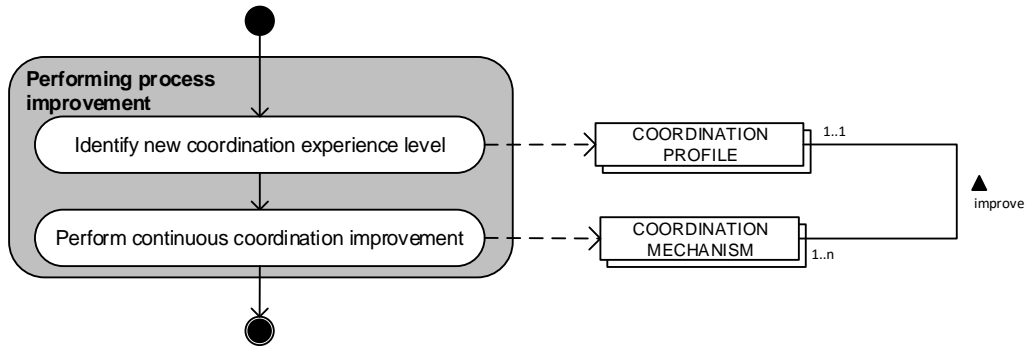 Performing process
improvement
Identify new coordination experience level
COORDINATION
PROFILE
1..1
improve
Perform continuous coordination improvement
COORDINATION
MECHANISM
1..n